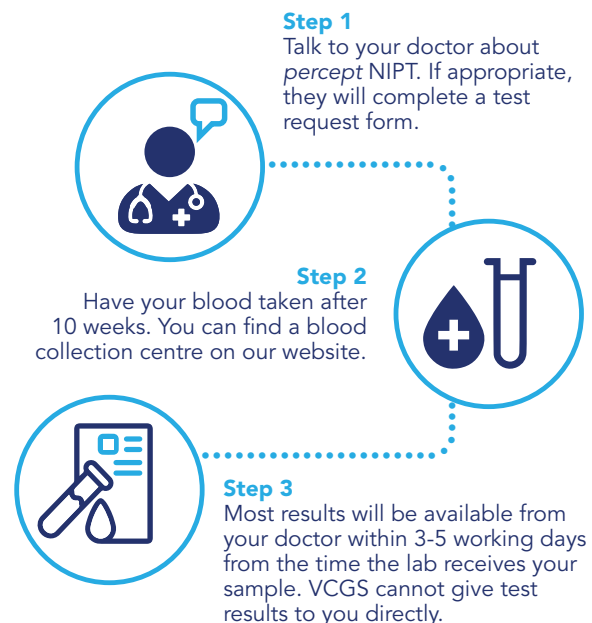 Step 1
Talk to your doctor about
percept NIPT. If appropriate,
they will complete a test
request form.
Step 2
Have your blood taken after
10 weeks. You can find a blood
collection centre on our website.
Step 3
Most results will be available from
your doctor within 3-5 working days
from the time the lab receives your
sample. VCGS cannot give test
results to you directly.